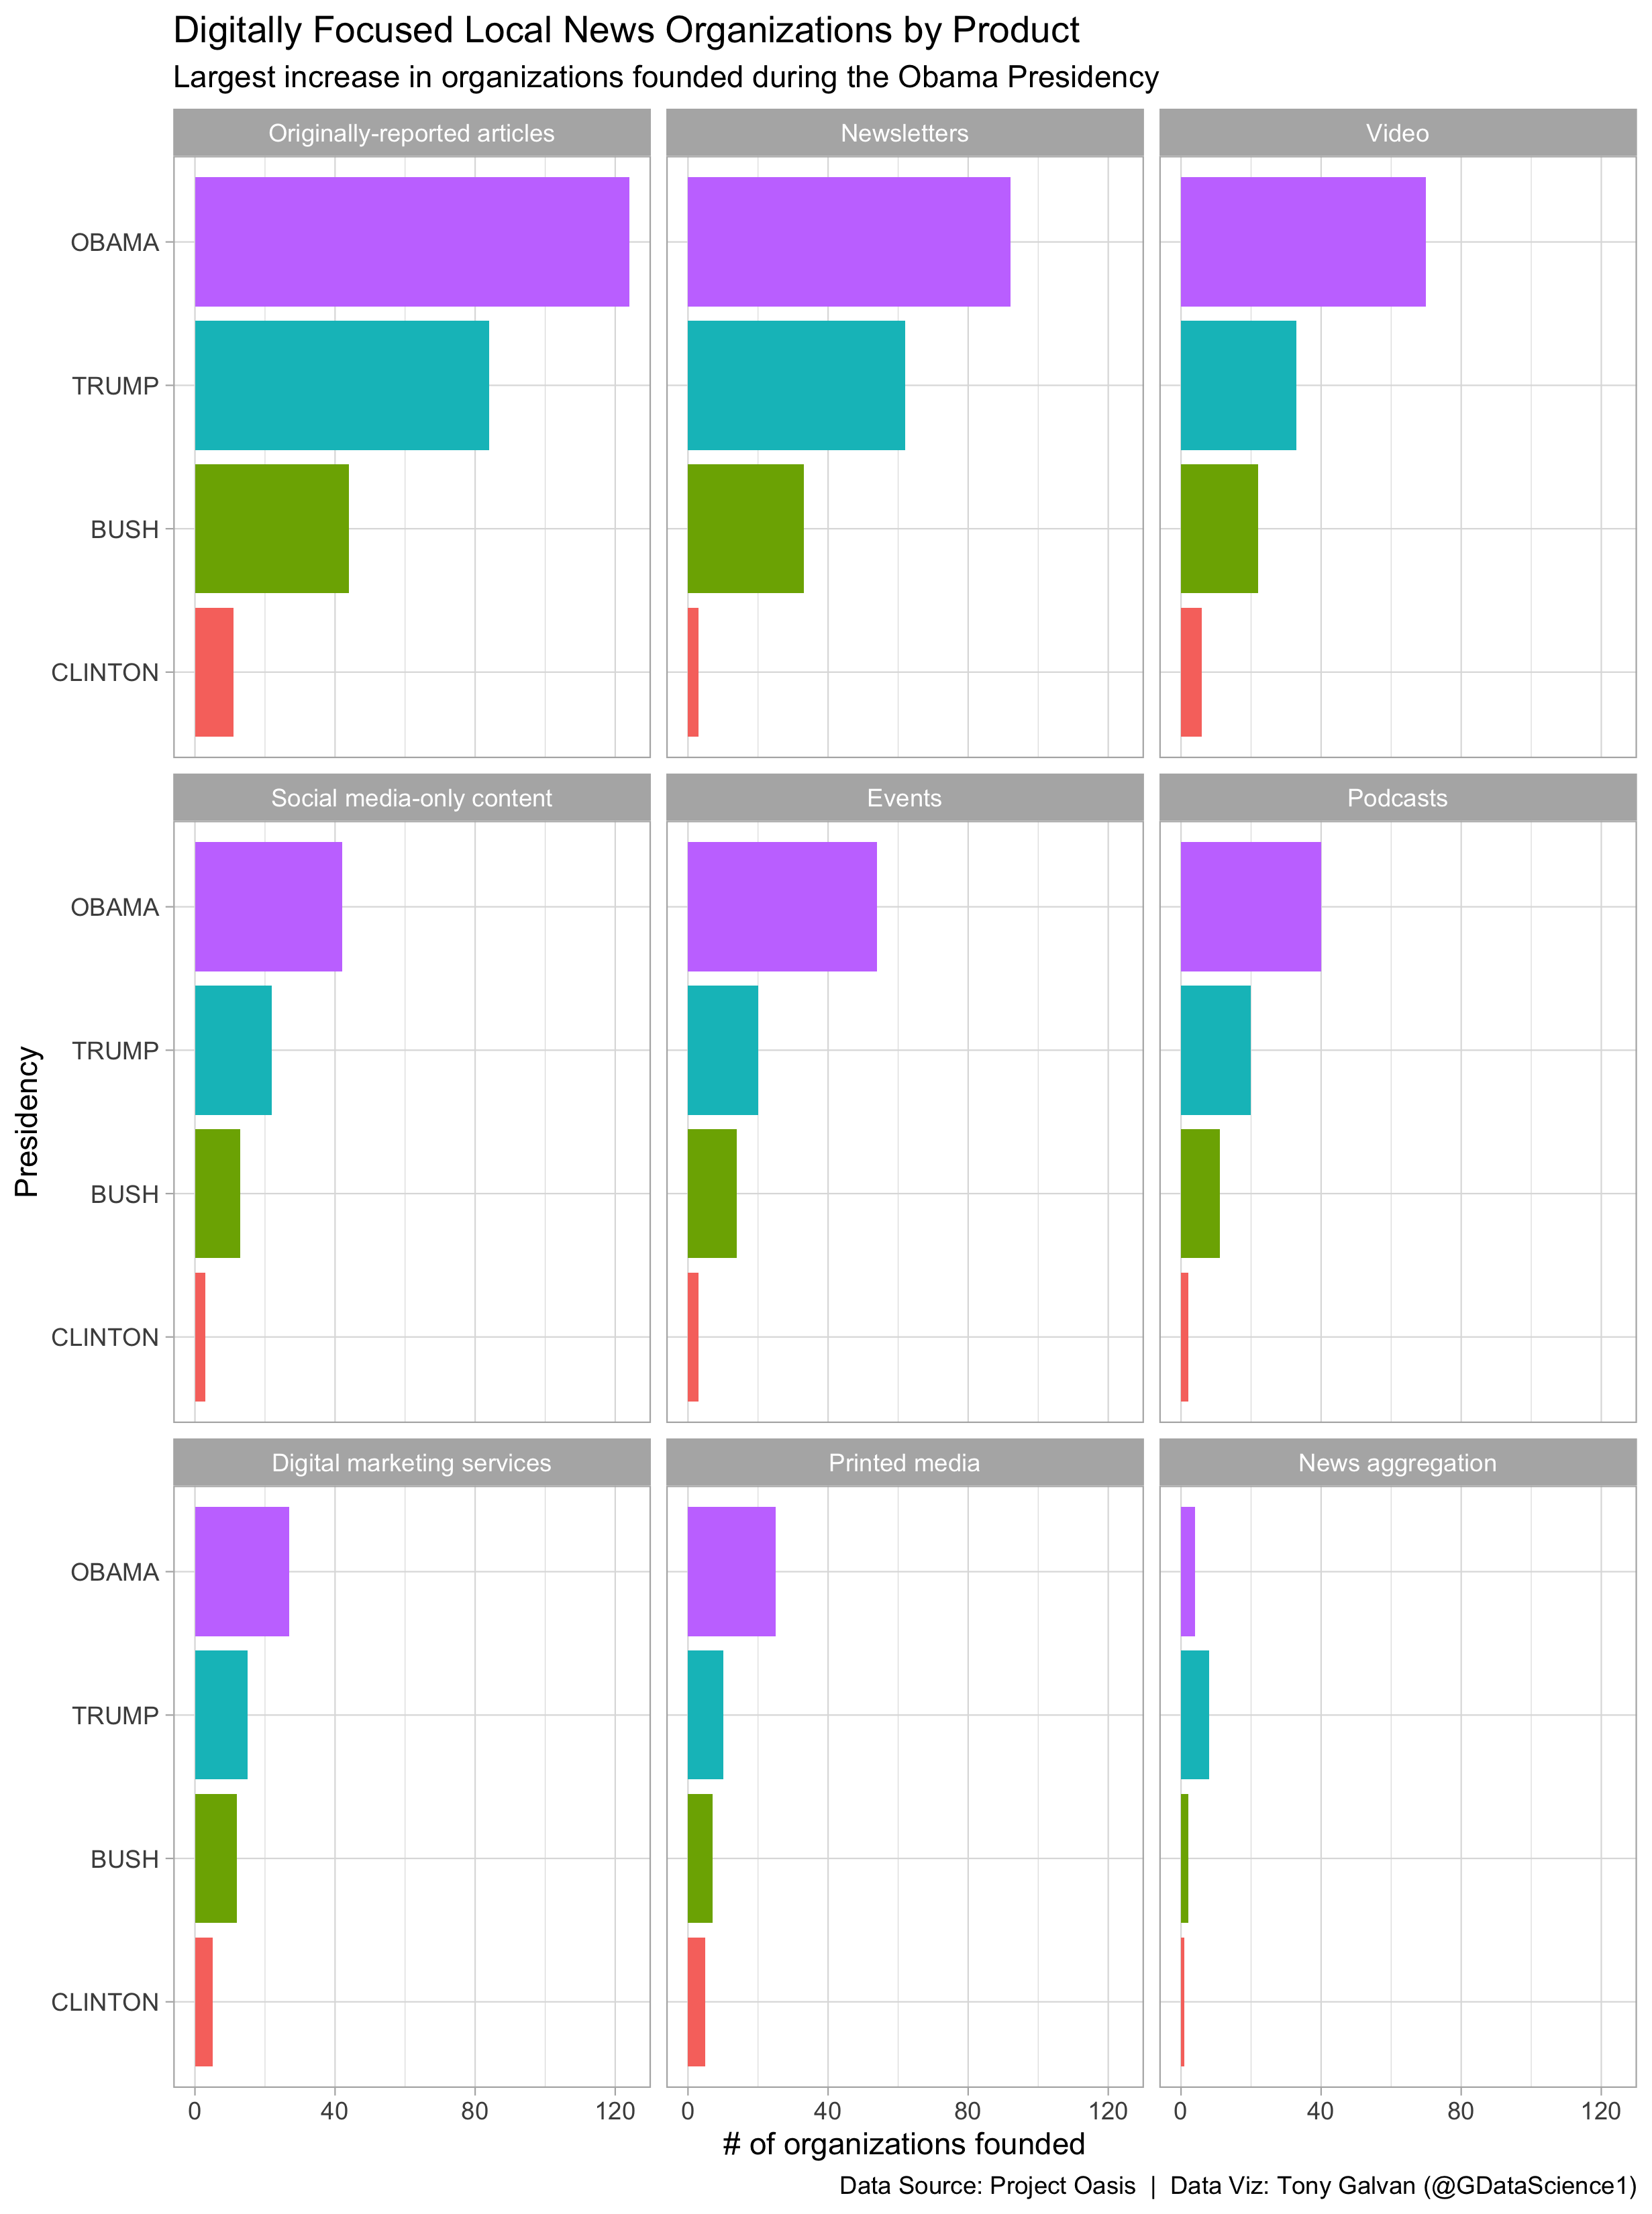 Digitally Focused Local News Organizations by Product
Largest increase in organizations founded during the Obama Presidency
Originally-reported articles
Newsletters
Video
OBAMA
TRUMP
BUSH
CLINTON
Social media-only content
Events
Podcasts
OBAMA
TRUMP
BUSH
CLINTON
Presidency
Digital marketing services
Printed media
News aggregation
OBAMA
TRUMP
BUSH
CLINTON
0 40 80 120
0 40 80 120
0 40 80 120
# of organizations founded
Data Source: Project Oasis | Data Viz: Tony Galvan (@GDataScience1)